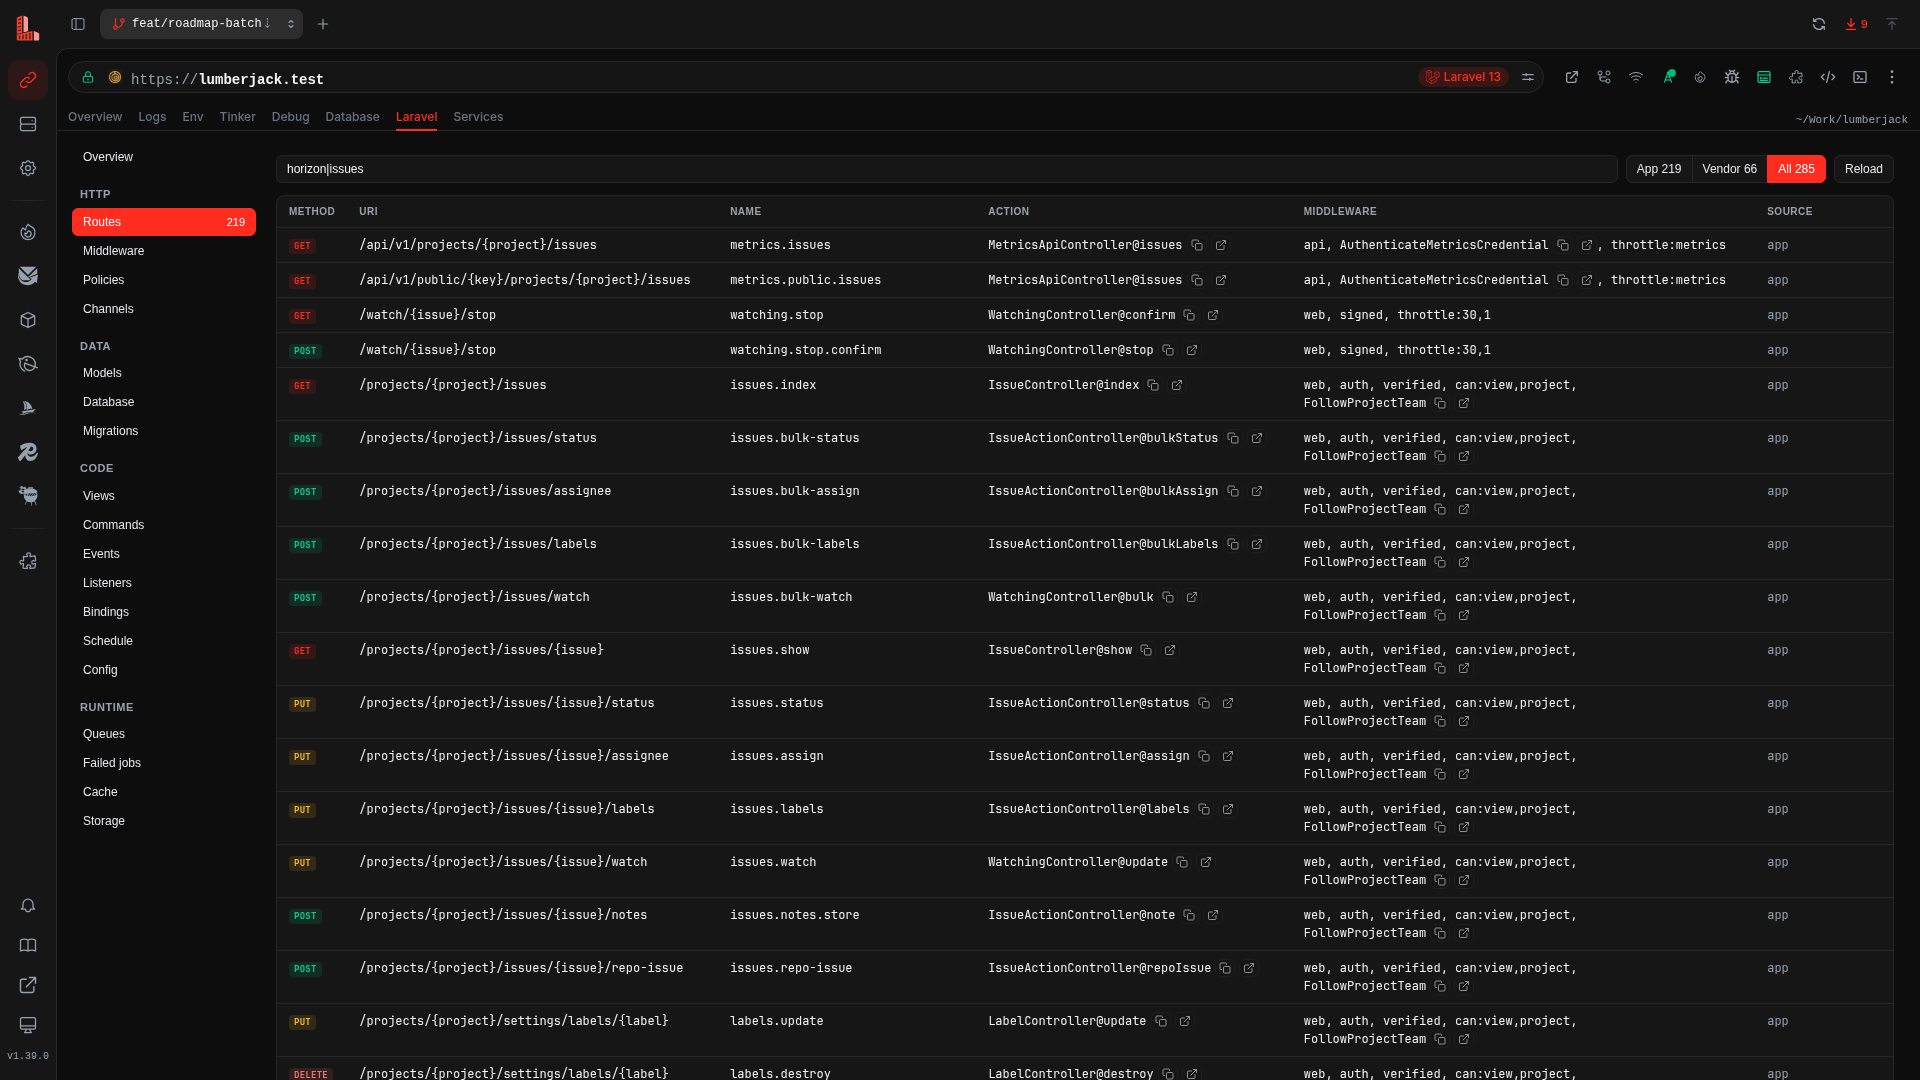 feat/roadmap-batch
9
https://lumberjack.test
Laravel 13
Overview Logs Env Tinker Debug Database Laravel Services
~/Work/lumberjack
Overview
HTTP
Routes 219
Middleware
Policies
Channels
DATA
Models
Database
Migrations
CODE
Views
Commands
Events
Listeners
Bindings
Schedule
Config
RUNTIME
Queues
Failed jobs
Cache
Storage
v1.39.0
horizon|issues
App 219 Vendor 66 All 285 Reload
METHOD URI NAME ACTION MIDDLEWARE SOURCE
GET /api/v1/projects/{project}/issues metrics.issues MetricsApiController@issues api, AuthenticateMetricsCredential , throttle:metrics app
GET /api/v1/public/{key}/projects/{project}/issues metrics.public.issues MetricsApiController@issues api, AuthenticateMetricsCredential , throttle:metrics app
GET /watch/{issue}/stop watching.stop WatchingController@confirm web, signed, throttle:30,1 app
POST /watch/{issue}/stop watching.stop.confirm WatchingController@stop web, signed, throttle:30,1 app
GET /projects/{project}/issues issues.index IssueController@index web, auth, verified, can:view,project, app
FollowProjectTeam
POST /projects/{project}/issues/status issues.bulk-status IssueActionController@bulkStatus web, auth, verified, can:view,project, app
FollowProjectTeam
POST /projects/{project}/issues/assignee issues.bulk-assign IssueActionController@bulkAssign web, auth, verified, can:view,project, app
FollowProjectTeam
POST /projects/{project}/issues/labels issues.bulk-labels IssueActionController@bulkLabels web, auth, verified, can:view,project, app
FollowProjectTeam
POST /projects/{project}/issues/watch issues.bulk-watch WatchingController@bulk web, auth, verified, can:view,project, app
FollowProjectTeam
GET /projects/{project}/issues/{issue} issues.show IssueController@show web, auth, verified, can:view,project, app
FollowProjectTeam
PUT /projects/{project}/issues/{issue}/status issues.status IssueActionController@status web, auth, verified, can:view,project, app
FollowProjectTeam
PUT /projects/{project}/issues/{issue}/assignee issues.assign IssueActionController@assign web, auth, verified, can:view,project, app
FollowProjectTeam
PUT /projects/{project}/issues/{issue}/labels issues.labels IssueActionController@labels web, auth, verified, can:view,project, app
FollowProjectTeam
PUT /projects/{project}/issues/{issue}/watch issues.watch WatchingController@update web, auth, verified, can:view,project, app
FollowProjectTeam
POST /projects/{project}/issues/{issue}/notes issues.notes.store IssueActionController@note web, auth, verified, can:view,project, app
FollowProjectTeam
POST /projects/{project}/issues/{issue}/repo-issue issues.repo-issue IssueActionController@repoIssue web, auth, verified, can:view,project, app
FollowProjectTeam
PUT /projects/{project}/settings/labels/{label} labels.update LabelController@update web, auth, verified, can:view,project, app
FollowProjectTeam
DELETE /projects/{project}/settings/labels/{label} labels.destroy LabelController@destroy web, auth, verified, can:view,project, app